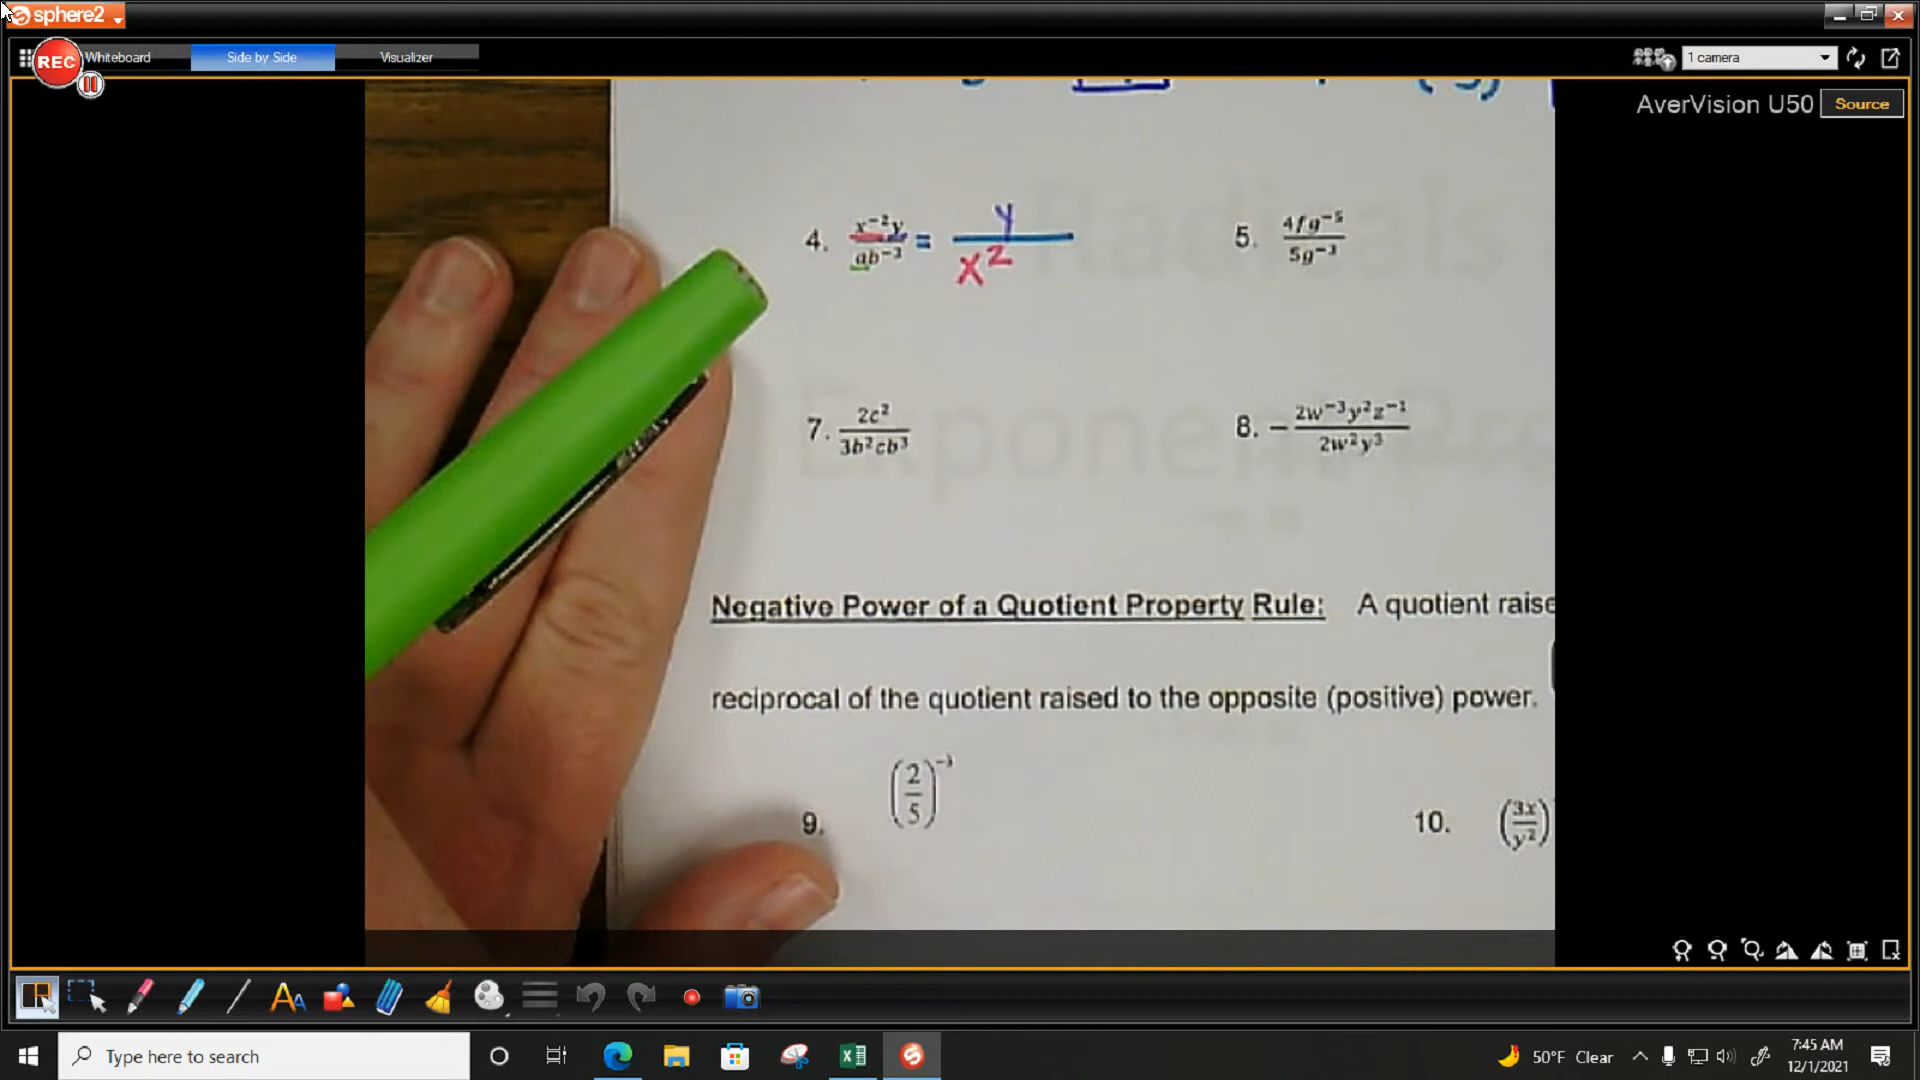 sphere2
REC
Whiteboard
Side by Side
Visualizer
1 camera
AverVision U50
Source
4. x⁻²y / ab⁻³ = y / x²
5. 4fg⁻⁵ / 5g⁻³
7. 2c² / 3b²cb³
8. - 2w⁻³y²z⁻¹ / 2w²y³
Negative Power of a Quotient Property Rule: A quotient raise
reciprocal of the quotient raised to the opposite (positive) power.
9. (2/5)⁻³
10. (3x/y²)
Type here to search
50°F Clear
7:45 AM
12/1/2021